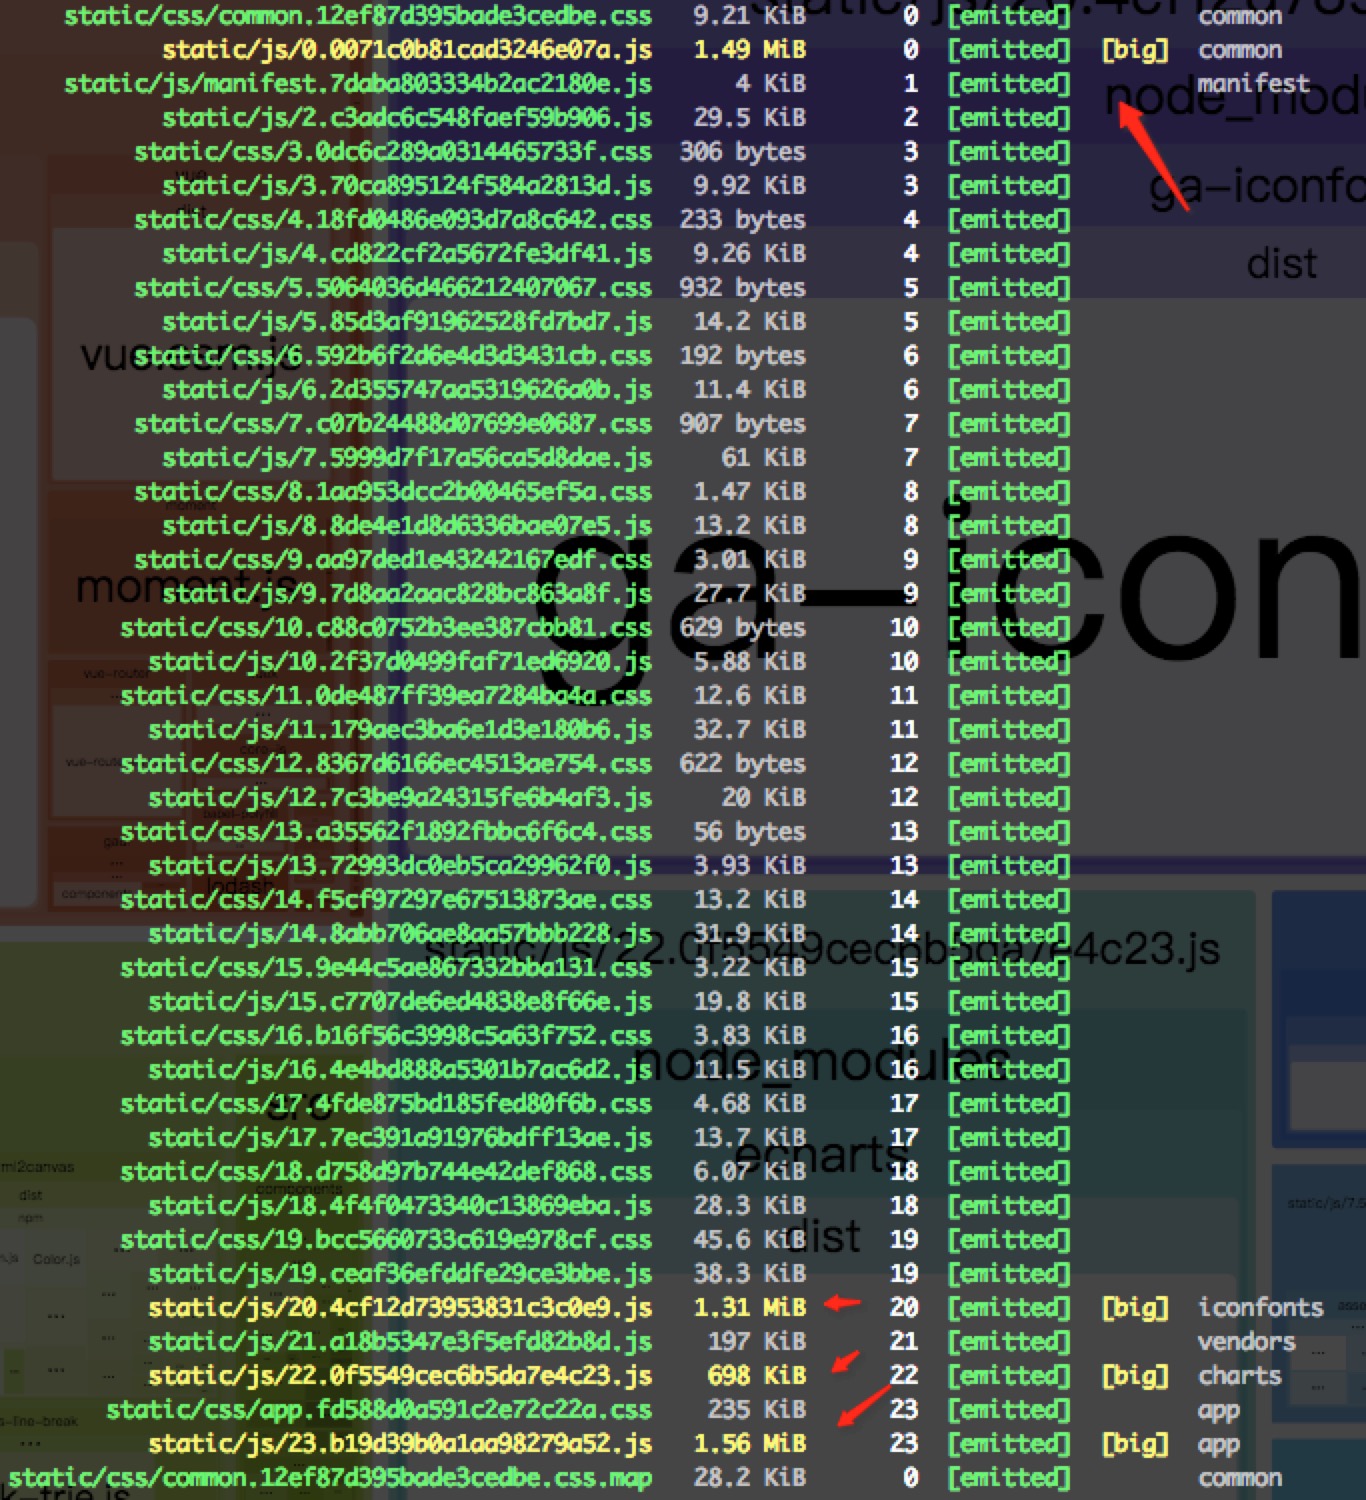 static/css/common.12ef87d395bade3cedbe.css 9.21 KiB 0 [emitted] common
static/js/0.0071c0b81cad3246e07a.js 1.49 MiB 0 [emitted] [big] common
static/js/manifest.7daba803334b2ac2180e.js 4 KiB 1 [emitted] manifest
static/js/2.c3adc6c548faef59b906.js 29.5 KiB 2 [emitted]
static/css/3.0dc6c289a0314465733f.css 306 bytes 3 [emitted]
static/js/3.70ca895124f584a2813d.js 9.92 KiB 3 [emitted]
static/css/4.18fd0486e093d7a8c642.css 233 bytes 4 [emitted]
static/js/4.cd822cf2a5672fe3df41.js 9.26 KiB 4 [emitted]
static/css/5.5064036d466212407067.css 932 bytes 5 [emitted]
static/js/5.85d3af91962528fd7bd7.js 14.2 KiB 5 [emitted]
static/css/6.592b6f2d6e4d3d3431cb.css 192 bytes 6 [emitted]
static/js/6.2d355747aa5319626a0b.js 11.4 KiB 6 [emitted]
static/css/7.c07b24488d07699e0687.css 907 bytes 7 [emitted]
static/js/7.5999d7f17a56ca5d8dae.js 61 KiB 7 [emitted]
static/css/8.1aa953dcc2b00465ef5a.css 1.47 KiB 8 [emitted]
static/js/8.8de4e1d8d6336bae07e5.js 13.2 KiB 8 [emitted]
static/css/9.aa97ded1e43242167edf.css 3.01 KiB 9 [emitted]
static/js/9.7d8aa2aac828bc863a8f.js 27.7 KiB 9 [emitted]
static/css/10.c88c0752b3ee387cbb81.css 629 bytes 10 [emitted]
static/js/10.2f37d0499faf71ed6920.js 5.88 KiB 10 [emitted]
static/css/11.0de487ff39ea7284ba4a.css 12.6 KiB 11 [emitted]
static/js/11.179aec3ba6e1d3e180b6.js 32.7 KiB 11 [emitted]
static/css/12.8367d6166ec4513ae754.css 622 bytes 12 [emitted]
static/js/12.7c3be9a24315fe6b4af3.js 20 KiB 12 [emitted]
static/css/13.a35562f1892fbbc6f6c4.css 56 bytes 13 [emitted]
static/js/13.72993dc0eb5ca29962f0.js 3.93 KiB 13 [emitted]
static/css/14.f5cf97297e67513873ae.css 13.2 KiB 14 [emitted]
static/js/14.8abb706ae8aa57bbb228.js 31.9 KiB 14 [emitted]
static/css/15.9e44c5ae867332bba131.css 3.22 KiB 15 [emitted]
static/js/15.c7707de6ed4838e8f66e.js 19.8 KiB 15 [emitted]
static/css/16.b16f56c3998c5a63f752.css 3.83 KiB 16 [emitted]
static/js/16.4e4bd888a5301b7ac6d2.js 11.5 KiB 16 [emitted]
static/css/17.4fde875bd185fed80f6b.css 4.68 KiB 17 [emitted]
static/js/17.7ec391a91976bdff13ae.js 13.7 KiB 17 [emitted]
static/css/18.d758d97b744e42def868.css 6.07 KiB 18 [emitted]
static/js/18.4f4f0473340c13869eba.js 28.3 KiB 18 [emitted]
static/css/19.bcc5660733c619e978cf.css 45.6 KiB 19 [emitted]
static/js/19.ceaf36efddfe29ce3bbe.js 38.3 KiB 19 [emitted]
static/js/20.4cf12d73953831c3c0e9.js 1.31 MiB 20 [emitted] [big] iconfonts
static/js/21.a18b5347e3f5efd82b8d.js 197 KiB 21 [emitted] vendors
static/js/22.0f5549cec6b5da7e4c23.js 698 KiB 22 [emitted] [big] charts
static/css/app.fd588d0a591c2e72c22a.css 235 KiB 23 [emitted] app
static/js/23.b19d39b0a1aa98279a52.js 1.56 MiB 23 [emitted] [big] app
static/css/common.12ef87d395bade3cedbe.css.map 28.2 KiB 0 [emitted] common
dist
vue.esm.js
moment
moment.js
ga-icon
vue-router
static/js/22.0f5549cec6b5da7e4c23.js
node_modules
echarts
dist
src
components
dist
npm
Color.js